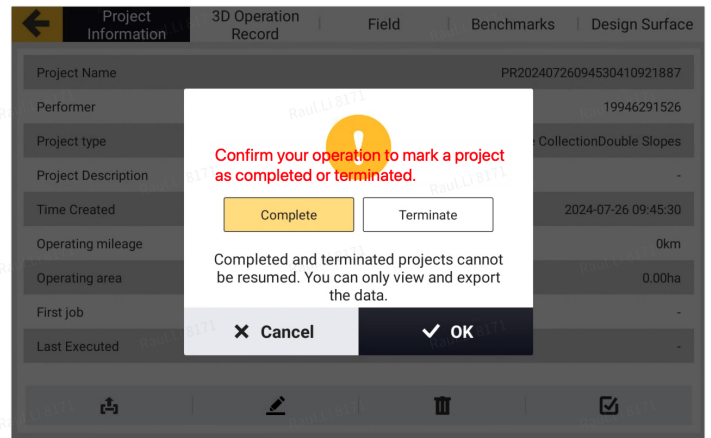 Project Information
3D Operation Record
Field
Benchmarks
Design Surface
Project Name
PR20240726094530410921887
Performer
19946291526
Project type
CollectionDouble Slopes
Project Description
-
Time Created
2024-07-26 09:45:30
Operating mileage
0km
Operating area
0.00ha
First job
-
Last Executed
-
Confirm your operation to mark a project
as completed or terminated.
Complete
Terminate
Completed and terminated projects cannot
be resumed. You can only view and export
the data.
Cancel
OK
Raul.Li 8171